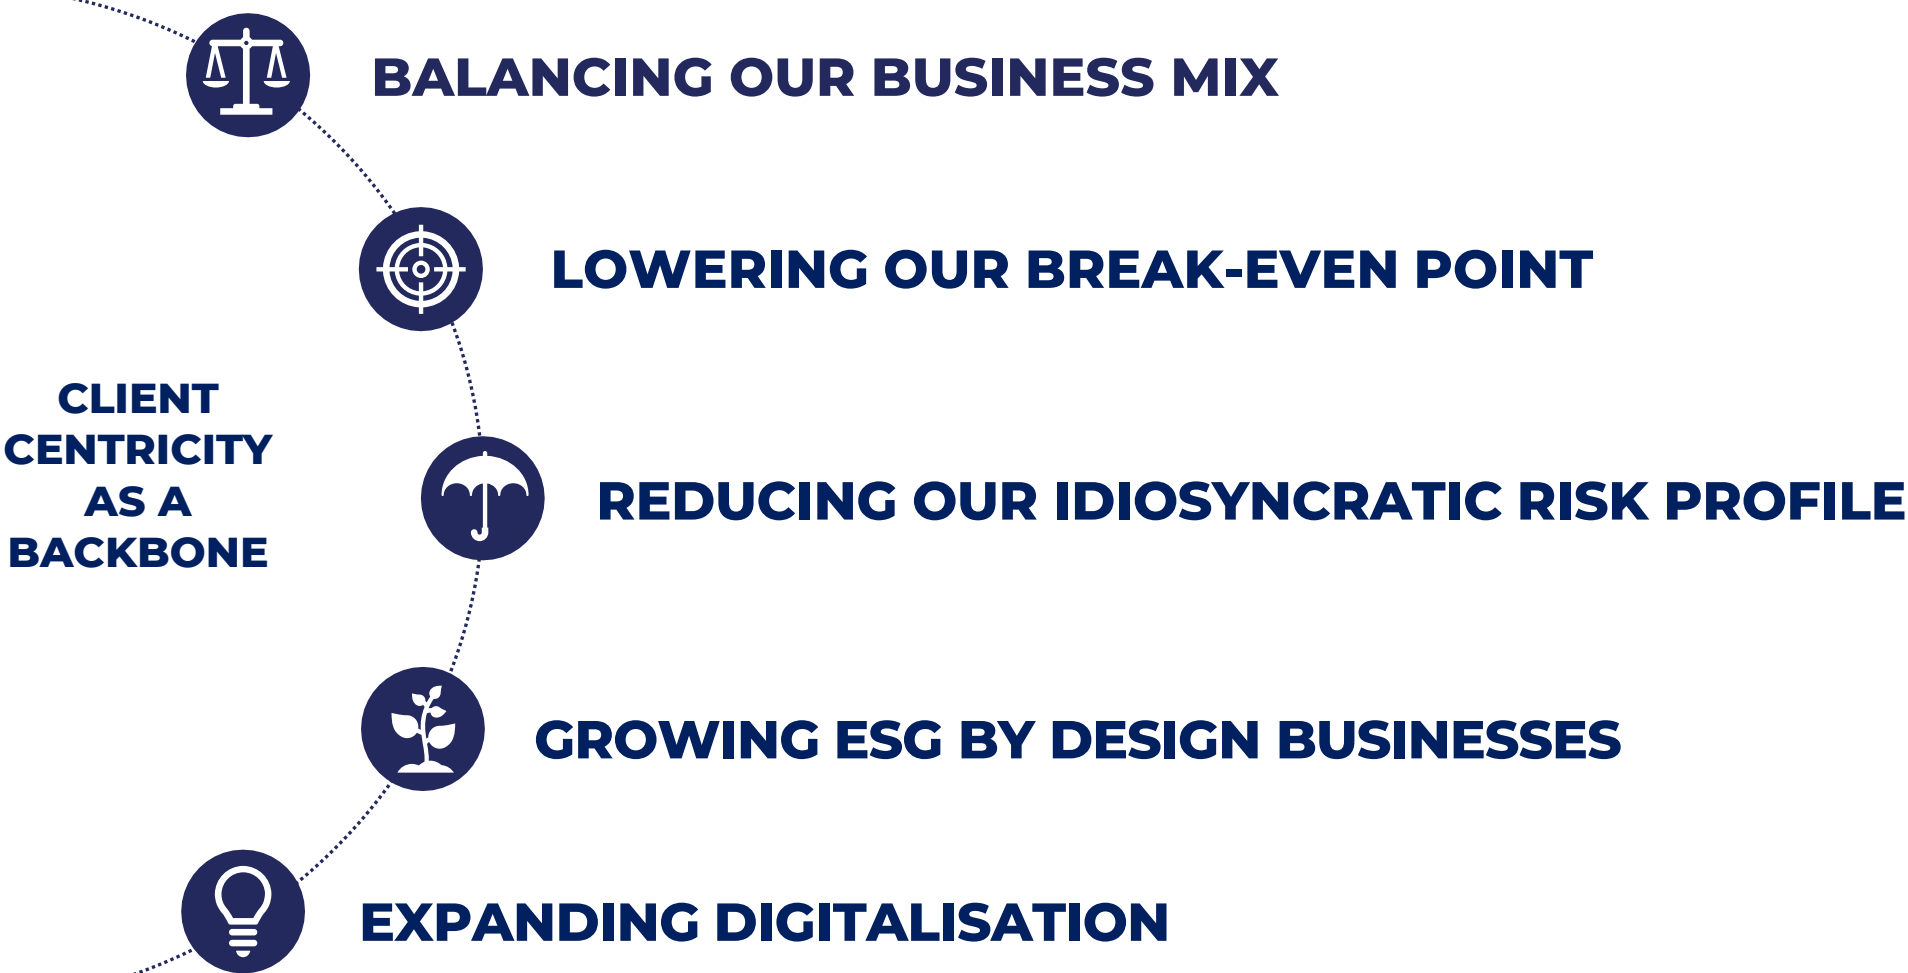 BALANCING OUR BUSINESS MIX
LOWERING OUR BREAK-EVEN POINT
CLIENT
CENTRICITY
AS A
BACKBONE
REDUCING OUR IDIOSYNCRATIC RISK PROFILE
GROWING ESG BY DESIGN BUSINESSES
EXPANDING DIGITALISATION